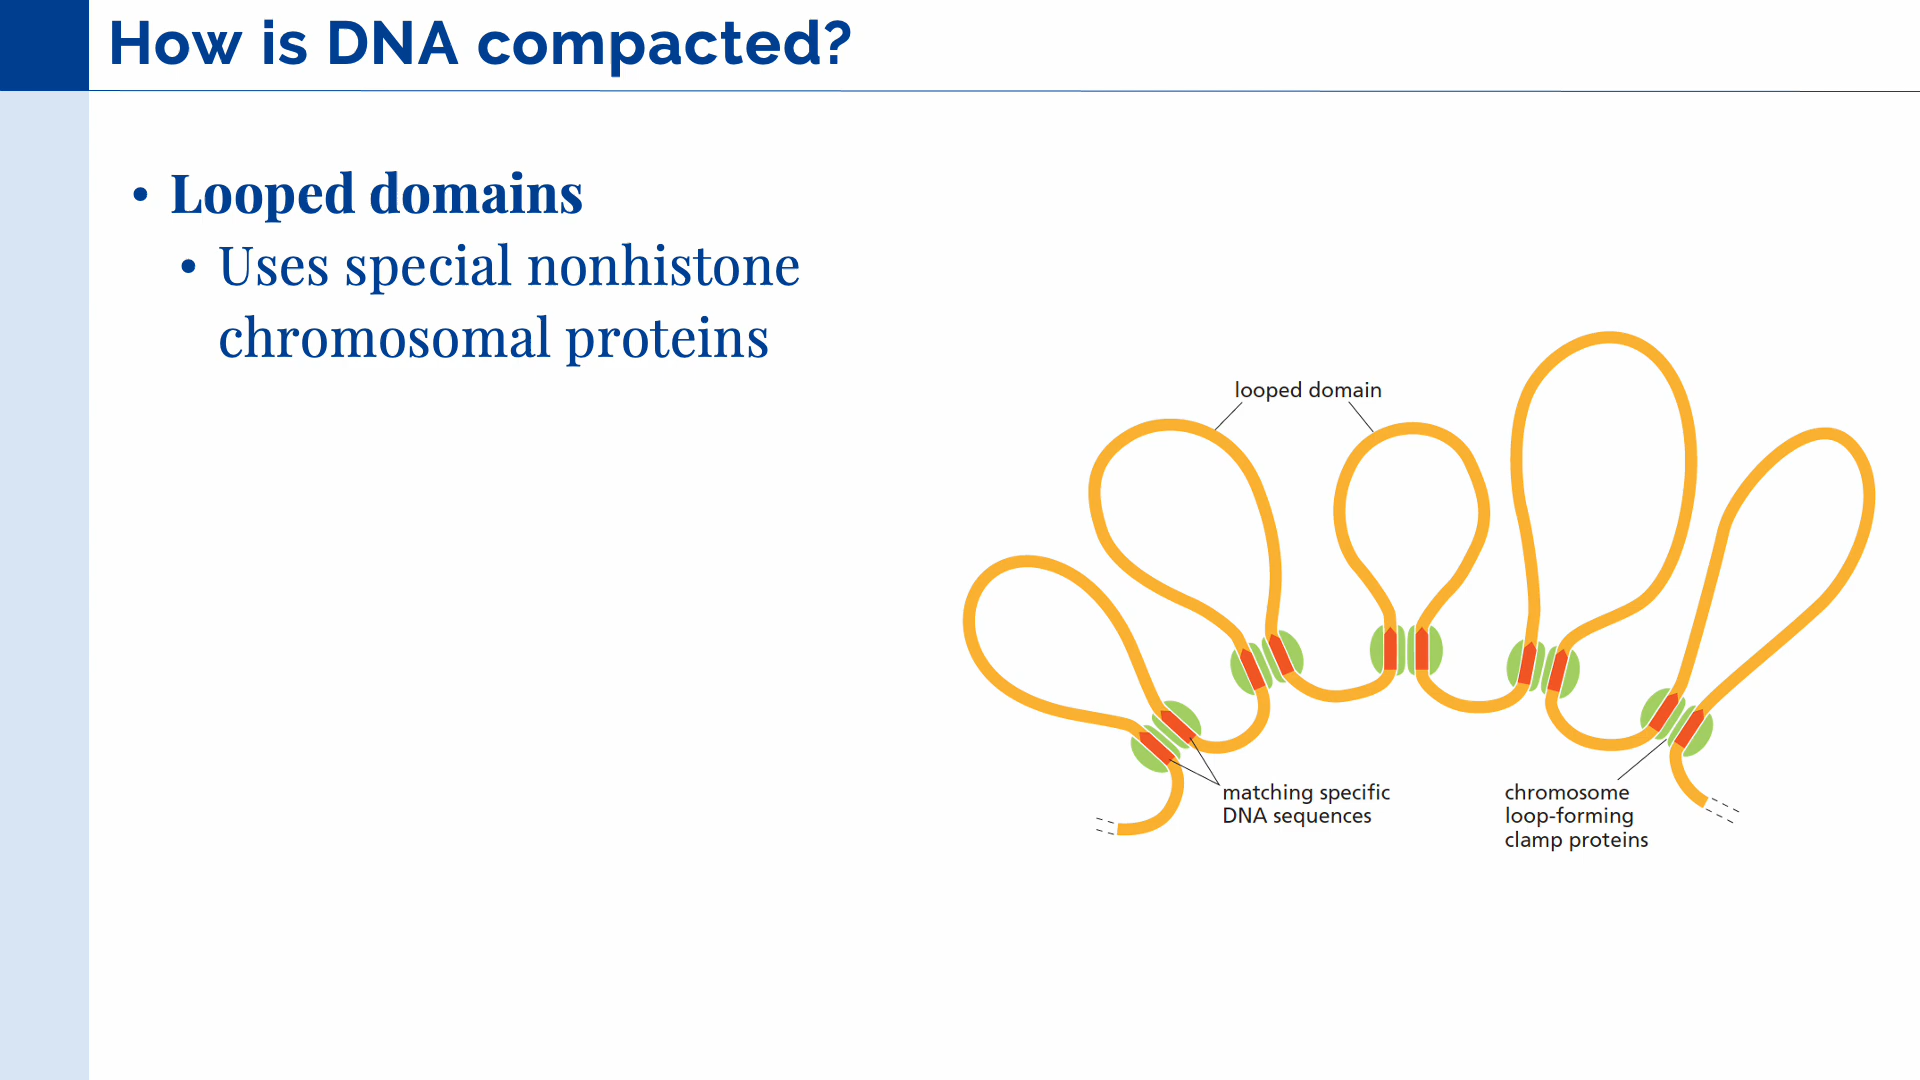 How is DNA compacted?
• Looped domains
• Uses special nonhistone
chromosomal proteins
looped domain
matching specific
DNA sequences
chromosome
loop-forming
clamp proteins